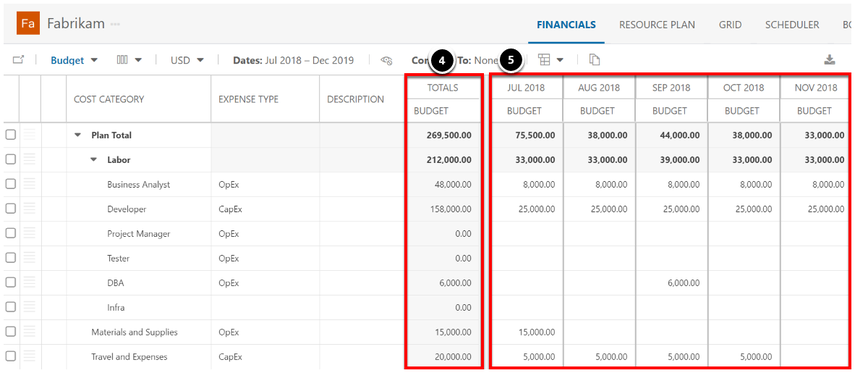 Fa Fabrikam
FINANCIALS RESOURCE PLAN GRID SCHEDULER
Budget USD Dates: Jul 2018 – Dec 2019 To: None
4 5
COST CATEGORY EXPENSE TYPE DESCRIPTION TOTALS JUL 2018 AUG 2018 SEP 2018 OCT 2018 NOV 2018
BUDGET BUDGET BUDGET BUDGET BUDGET BUDGET
Plan Total 269,500.00 75,500.00 38,000.00 44,000.00 38,000.00 33,000.00
Labor 212,000.00 33,000.00 33,000.00 39,000.00 33,000.00 33,000.00
Business Analyst OpEx 48,000.00 8,000.00 8,000.00 8,000.00 8,000.00 8,000.00
Developer CapEx 158,000.00 25,000.00 25,000.00 25,000.00 25,000.00 25,000.00
Project Manager OpEx 0.00
Tester OpEx 0.00
DBA OpEx 6,000.00 6,000.00
Infra 0.00
Materials and Supplies OpEx 15,000.00 15,000.00
Travel and Expenses CapEx 20,000.00 5,000.00 5,000.00 5,000.00 5,000.00